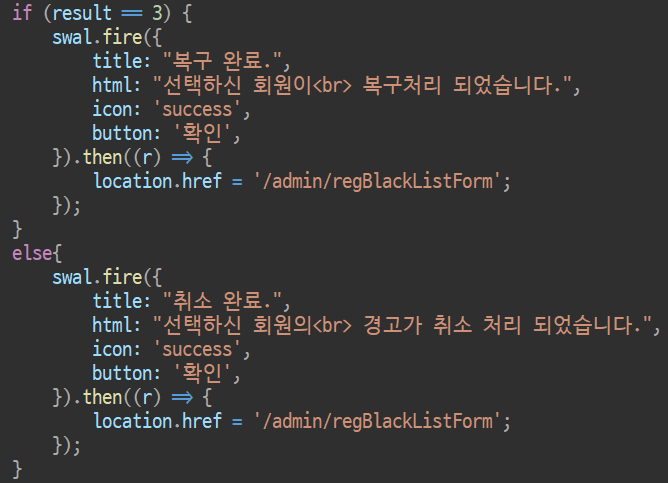 if (result == 3) {
    swal.fire({
        title: "복구 완료.",
        html: "선택하신 회원이<br> 복구처리 되었습니다.",
        icon: 'success',
        button: '확인',
    }).then((r) => {
        location.href = '/admin/regBlackListForm';
    });
}
else{
    swal.fire({
        title: "취소 완료.",
        html: "선택하신 회원의<br> 경고가 취소 처리 되었습니다.",
        icon: 'success',
        button: '확인',
    }).then((r) => {
        location.href = '/admin/regBlackListForm';
    });
}